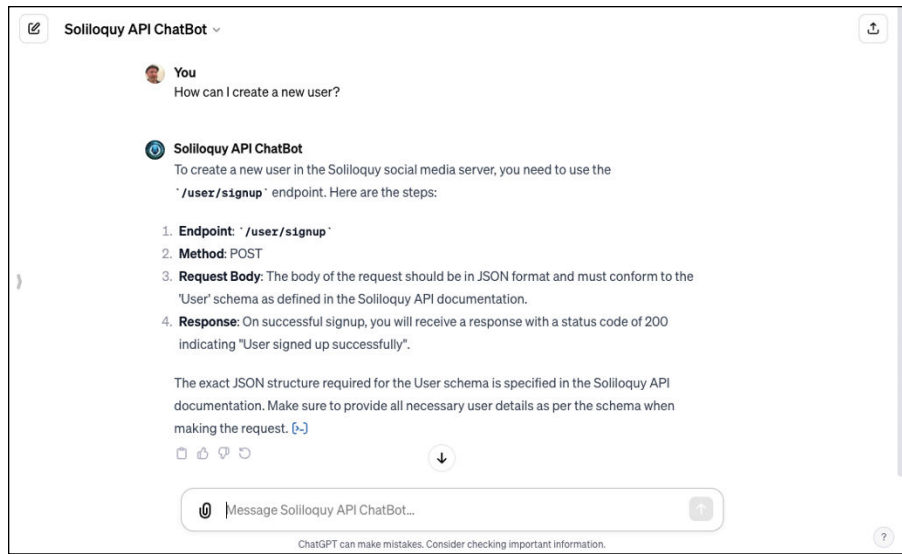 Soliloquy API ChatBot
You
How can I create a new user?
Soliloquy API ChatBot
To create a new user in the Soliloquy social media server, you need to use the
`/user/signup` endpoint. Here are the steps:
1. Endpoint: `/user/signup`
2. Method: POST
3. Request Body: The body of the request should be in JSON format and must conform to the
'User' schema as defined in the Soliloquy API documentation.
4. Response: On successful signup, you will receive a response with a status code of 200
indicating "User signed up successfully".
The exact JSON structure required for the User schema is specified in the Soliloquy API
documentation. Make sure to provide all necessary user details as per the schema when
making the request. [>-]
Message Soliloquy API ChatBot...
ChatGPT can make mistakes. Consider checking important information.
?